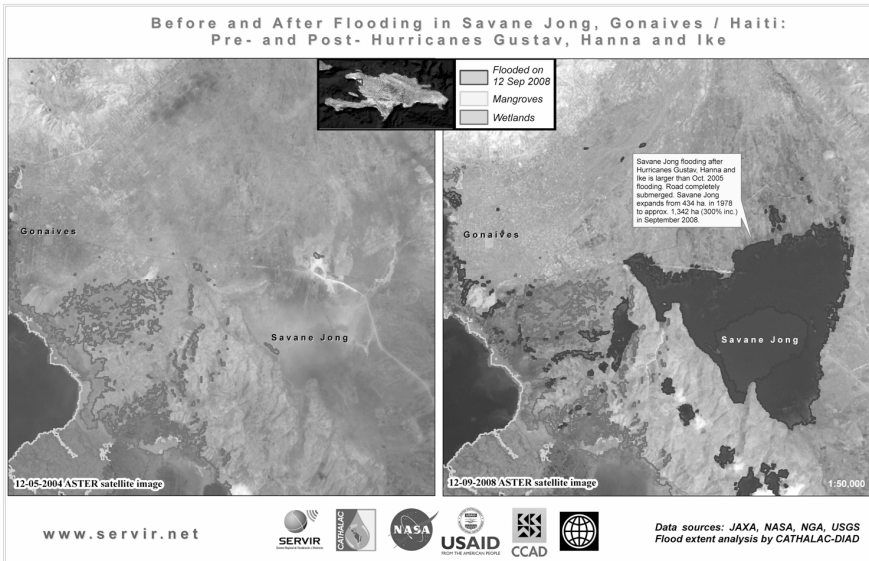 Before and After Flooding in Savane Jong, Gonaives / Haiti:
Pre- and Post- Hurricanes Gustav, Hanna and Ike
Flooded on
12 Sep 2008
Mangroves
Wetlands
Gonaives
Savane Jong
12-05-2004 ASTER satellite image
Savane Jong flooding after
Hurricanes Gustav, Hanna and
Ike is larger than Oct. 2005
flooding. Road completely
submerged. Savane Jong
expands from 434 ha. in 1978
to approx. 1,342 ha (300% inc.)
in September 2008.
Gonaives
Savane Jong
12-09-2008 ASTER satellite image
1:50,000
www.servir.net
SERVIR
CATHALAC
NASA
USAID
FROM THE AMERICAN PEOPLE
CCAD
Data sources: JAXA, NASA, NGA, USGS
Flood extent analysis by CATHALAC-DIAD